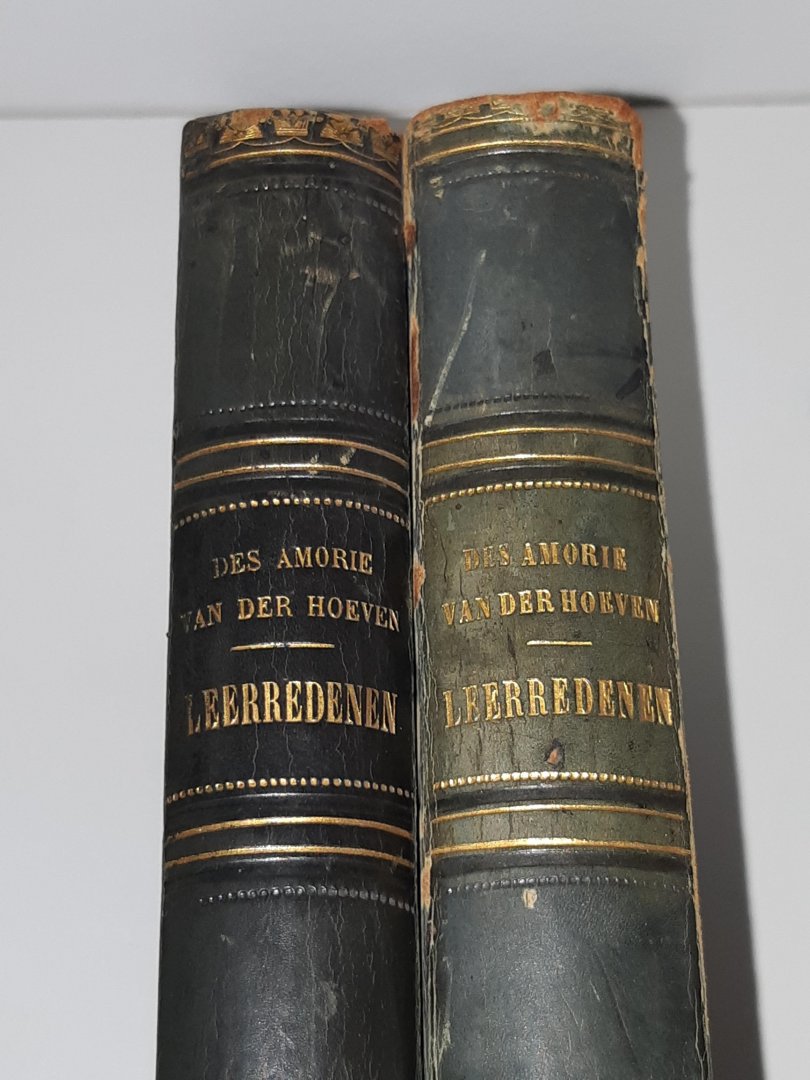 DES AMORIE
VAN DER HOEVEN
LEERREDENEN
DES AMORIE
VAN DER HOEVEN
LEERREDENEN